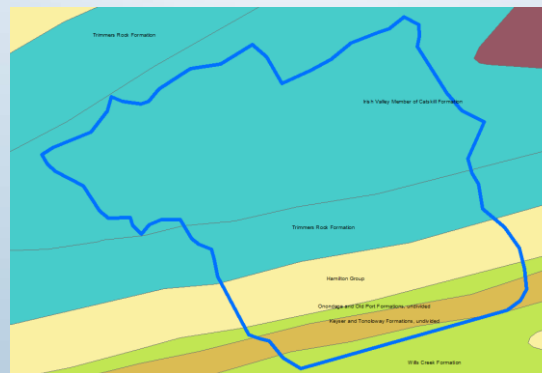 Trimmers Rock Formation
Irish Valley Member of Catskill Formation
Trimmers Rock Formation
Hamilton Group
Onondaga and Old Port Formations, undivided
Keyser and Tonoloway Formations, undivided
Wills Creek Formation